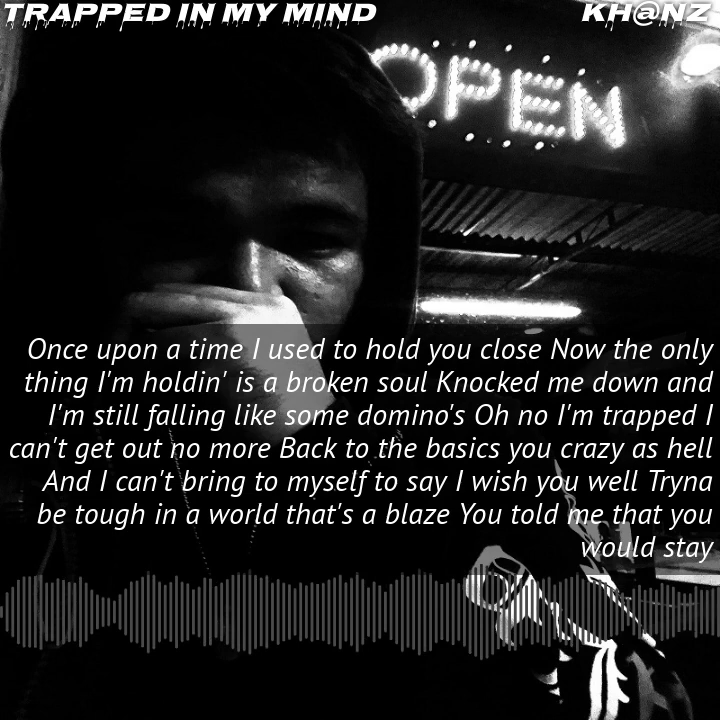 TRAPPED IN MY MIND
KH@NZ
OPEN
Once upon a time I used to hold you close Now the only
thing I'm holdin' is a broken soul Knocked me down and
I'm still falling like some domino's Oh no I'm trapped I
can't get out no more Back to the basics you crazy as hell
And I can't bring to myself to say I wish you well Tryna
be tough in a world that's a blaze You told me that you
would stay